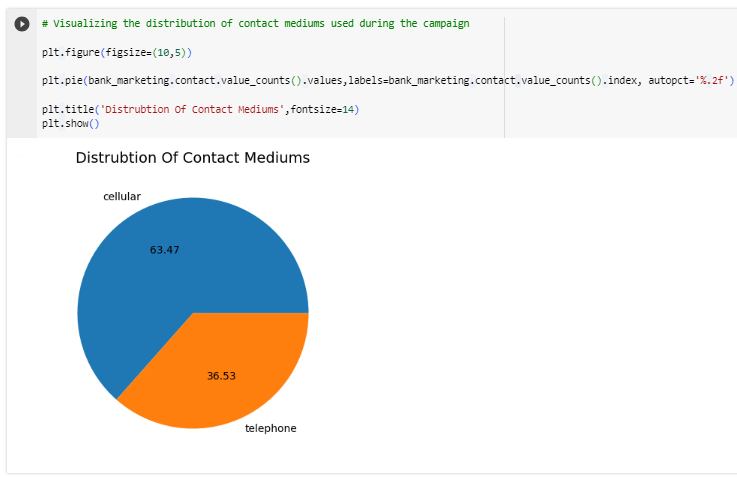 # Visualizing the distribution of contact mediums used during the campaign
plt.figure(figsize=(10,5))
plt.pie(bank_marketing.contact.value_counts().values,labels=bank_marketing.contact.value_counts().index, autopct='%.2f')
plt.title('Distrubtion Of Contact Mediums',fontsize=14)
plt.show()
Distrubtion Of Contact Mediums
cellular
63.47
36.53
telephone